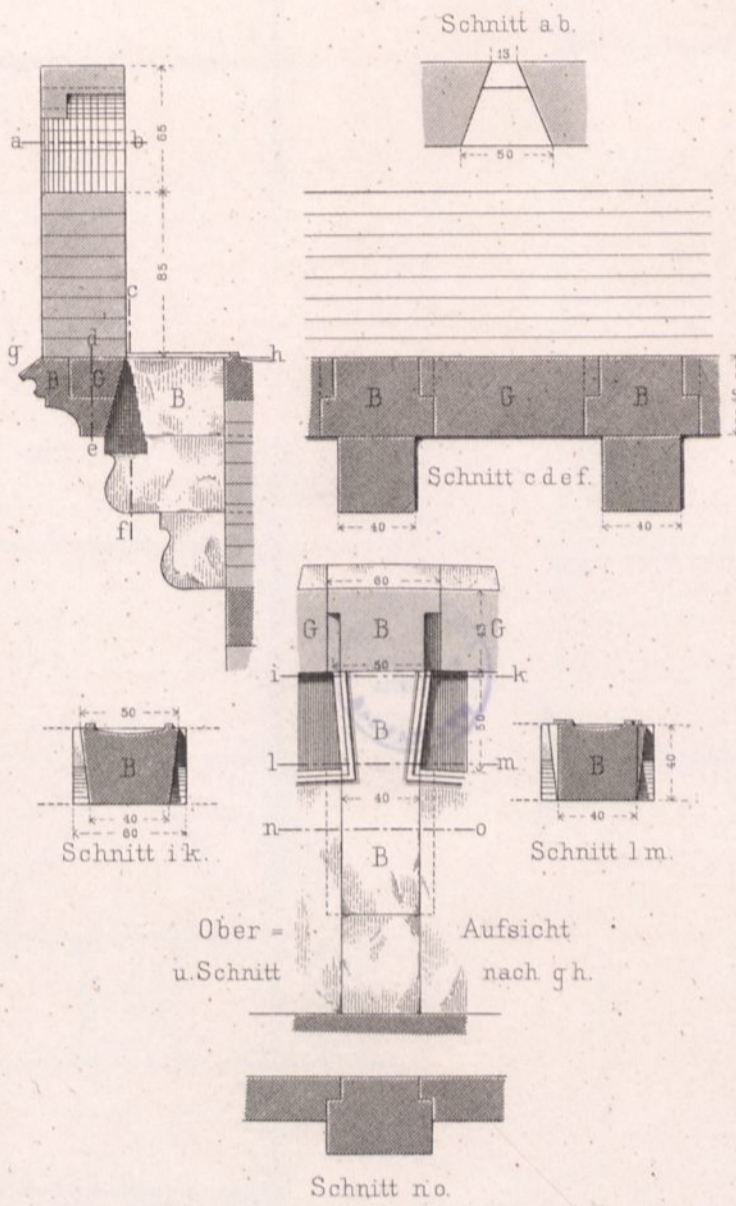 Schnitt a b.
13
50
a b
65
85
c
d
g h
B G B
e
f
B G B
Schnitt c d e f.
40 40
60
G B G
50
i k
50
B
l m
40
n o
B
50
B
40
60
Schnitt i k.
B
40
40
Schnitt l m.
Ober = Aufsicht
u. Schnitt nach g h.
Schnitt n o.